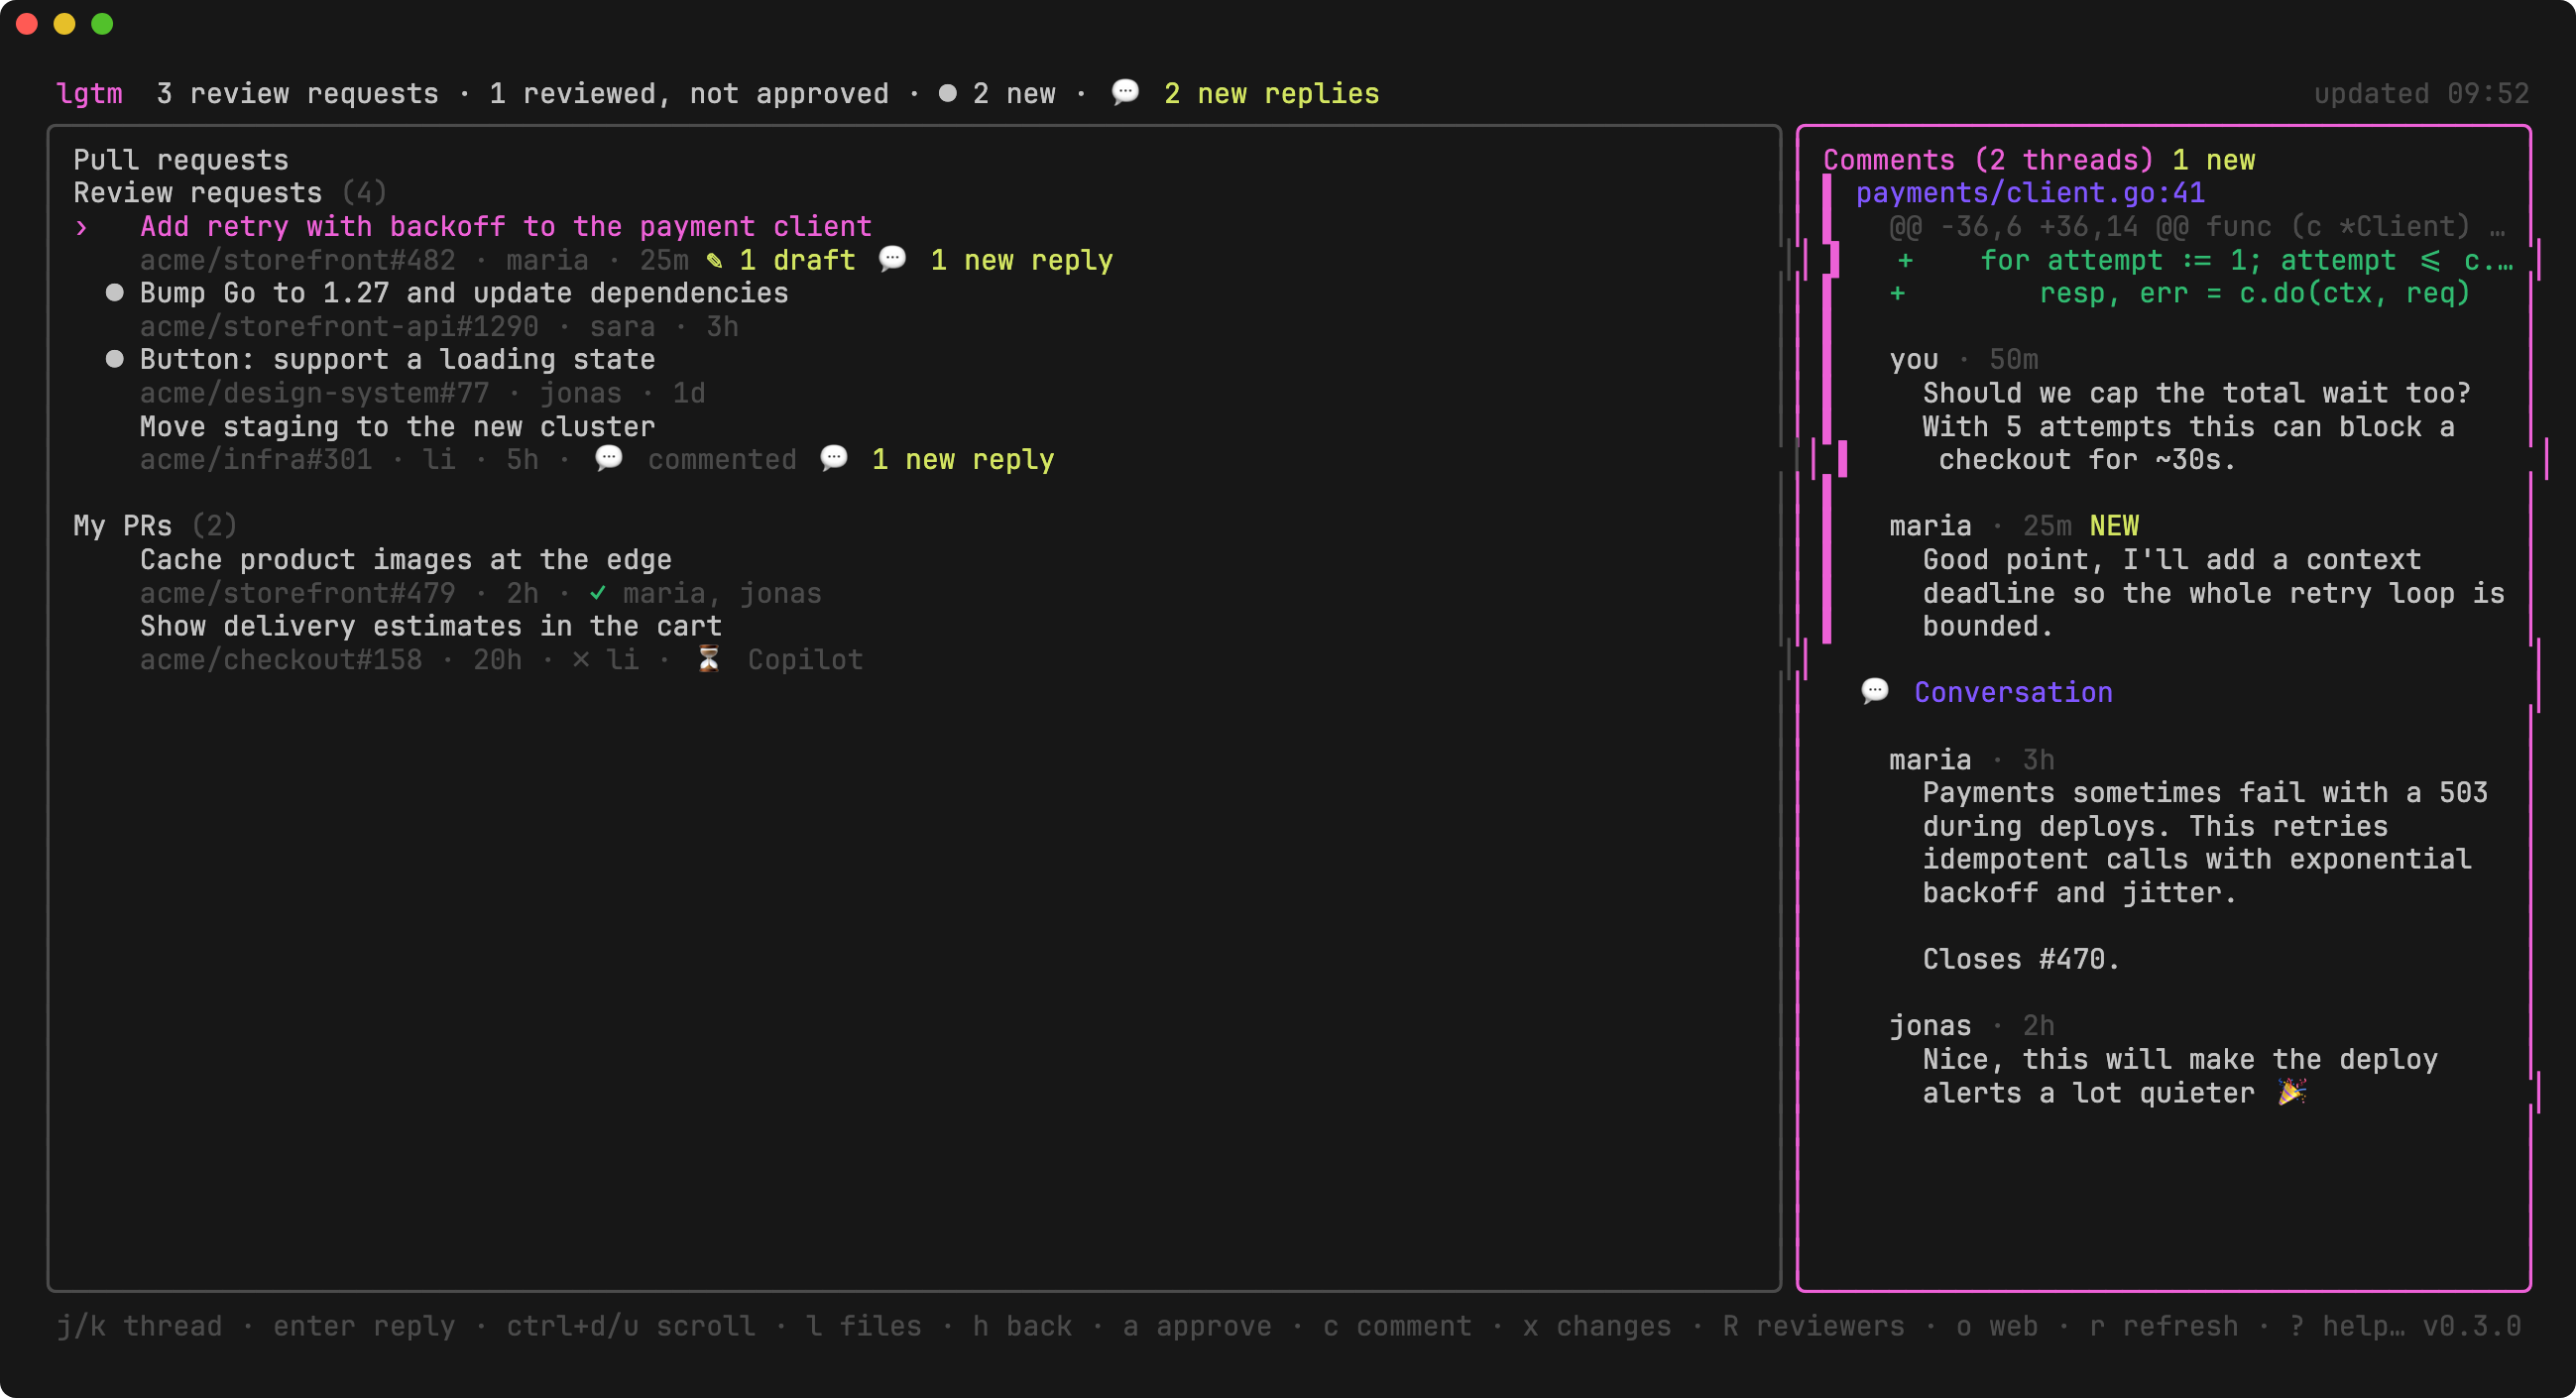 lgtm  3 review requests · 1 reviewed, not approved · ● 2 new · 💬 2 new replies
updated 09:52
Pull requests
Review requests (4)
› Add retry with backoff to the payment client
acme/storefront#482 · maria · 25m ✎ 1 draft 💬 1 new reply
● Bump Go to 1.27 and update dependencies
acme/storefront-api#1290 · sara · 3h
● Button: support a loading state
acme/design-system#77 · jonas · 1d
Move staging to the new cluster
acme/infra#301 · li · 5h · 💬 commented 💬 1 new reply
My PRs (2)
Cache product images at the edge
acme/storefront#479 · 2h · ✓ maria, jonas
Show delivery estimates in the cart
acme/checkout#158 · 20h · ✕ li · ⏳ Copilot
Comments (2 threads) 1 new
payments/client.go:41
@@ -36,6 +36,14 @@ func (c *Client) …
+    for attempt := 1; attempt <= c.…
+        resp, err = c.do(ctx, req)
you · 50m
Should we cap the total wait too?
With 5 attempts this can block a
checkout for ~30s.
maria · 25m NEW
Good point, I'll add a context
deadline so the whole retry loop is
bounded.
💬 Conversation
maria · 3h
Payments sometimes fail with a 503
during deploys. This retries
idempotent calls with exponential
backoff and jitter.
Closes #470.
jonas · 2h
Nice, this will make the deploy
alerts a lot quieter 🎉
j/k thread · enter reply · ctrl+d/u scroll · l files · h back · a approve · c comment · x changes · R reviewers · o web · r refresh · ? help… v0.3.0